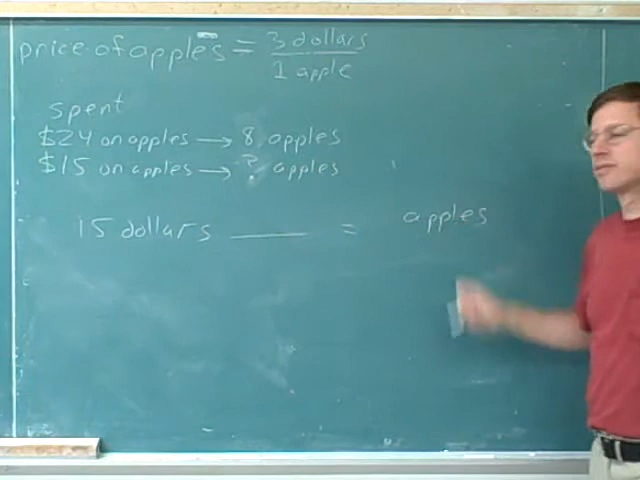 price of apples = 3 dollars / 1 apple
spent
$24 on apples → 8 apples
$15 on apples → ? apples
15 dollars ____ = apples